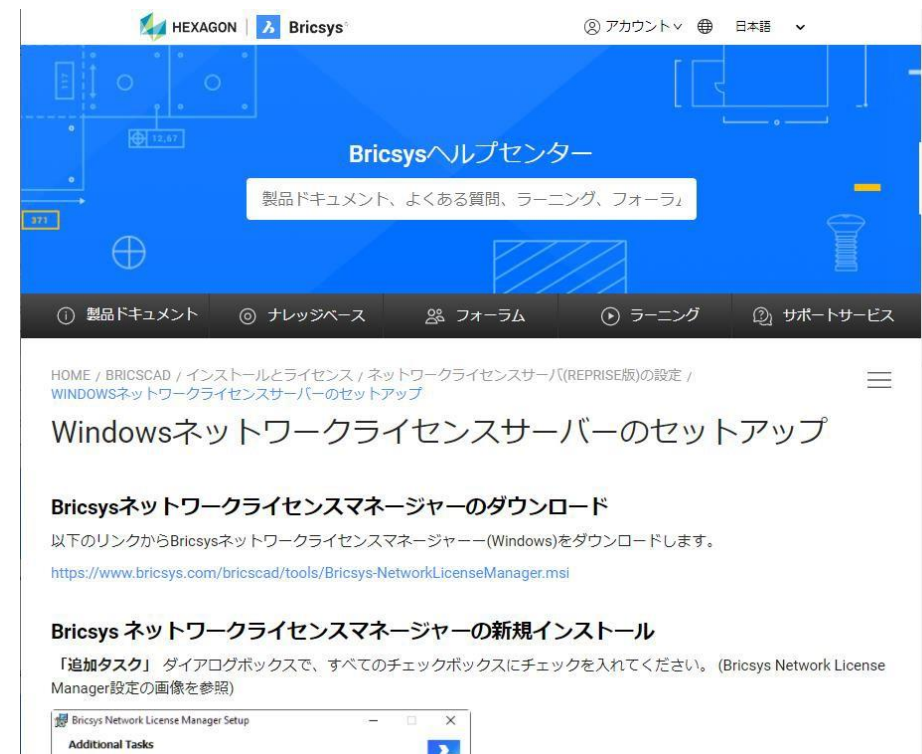 HEXAGON | Bricsys
アカウント
日本語
117
12,67
371
Bricsysヘルプセンター
製品ドキュメント、よくある質問、ラーニング、フォーラ
製品ドキュメント
ナレッジベース
フォーラム
ラーニング
サポートサービス
HOME / BRICSCAD / インストールとライセンス / ネットワークライセンスサーバ(REPRISE版)の設定 /
WINDOWSネットワークライセンスサーバーのセットアップ
Windowsネットワークライセンスサーバーのセットアップ
Bricsysネットワークライセンスマネージャーのダウンロード
以下のリンクからBricsysネットワークライセンスマネージャーー(Windows)をダウンロードします。
https://www.bricsys.com/bricscad/tools/Bricsys-NetworkLicenseManager.msi
Bricsys ネットワークライセンスマネージャーの新規インストール
「追加タスク」 ダイアログボックスで、すべてのチェックボックスにチェックを入れてください。 (Bricsys Network License
Manager設定の画像を参照)
Bricsys Network License Manager Setup
Additional Tasks